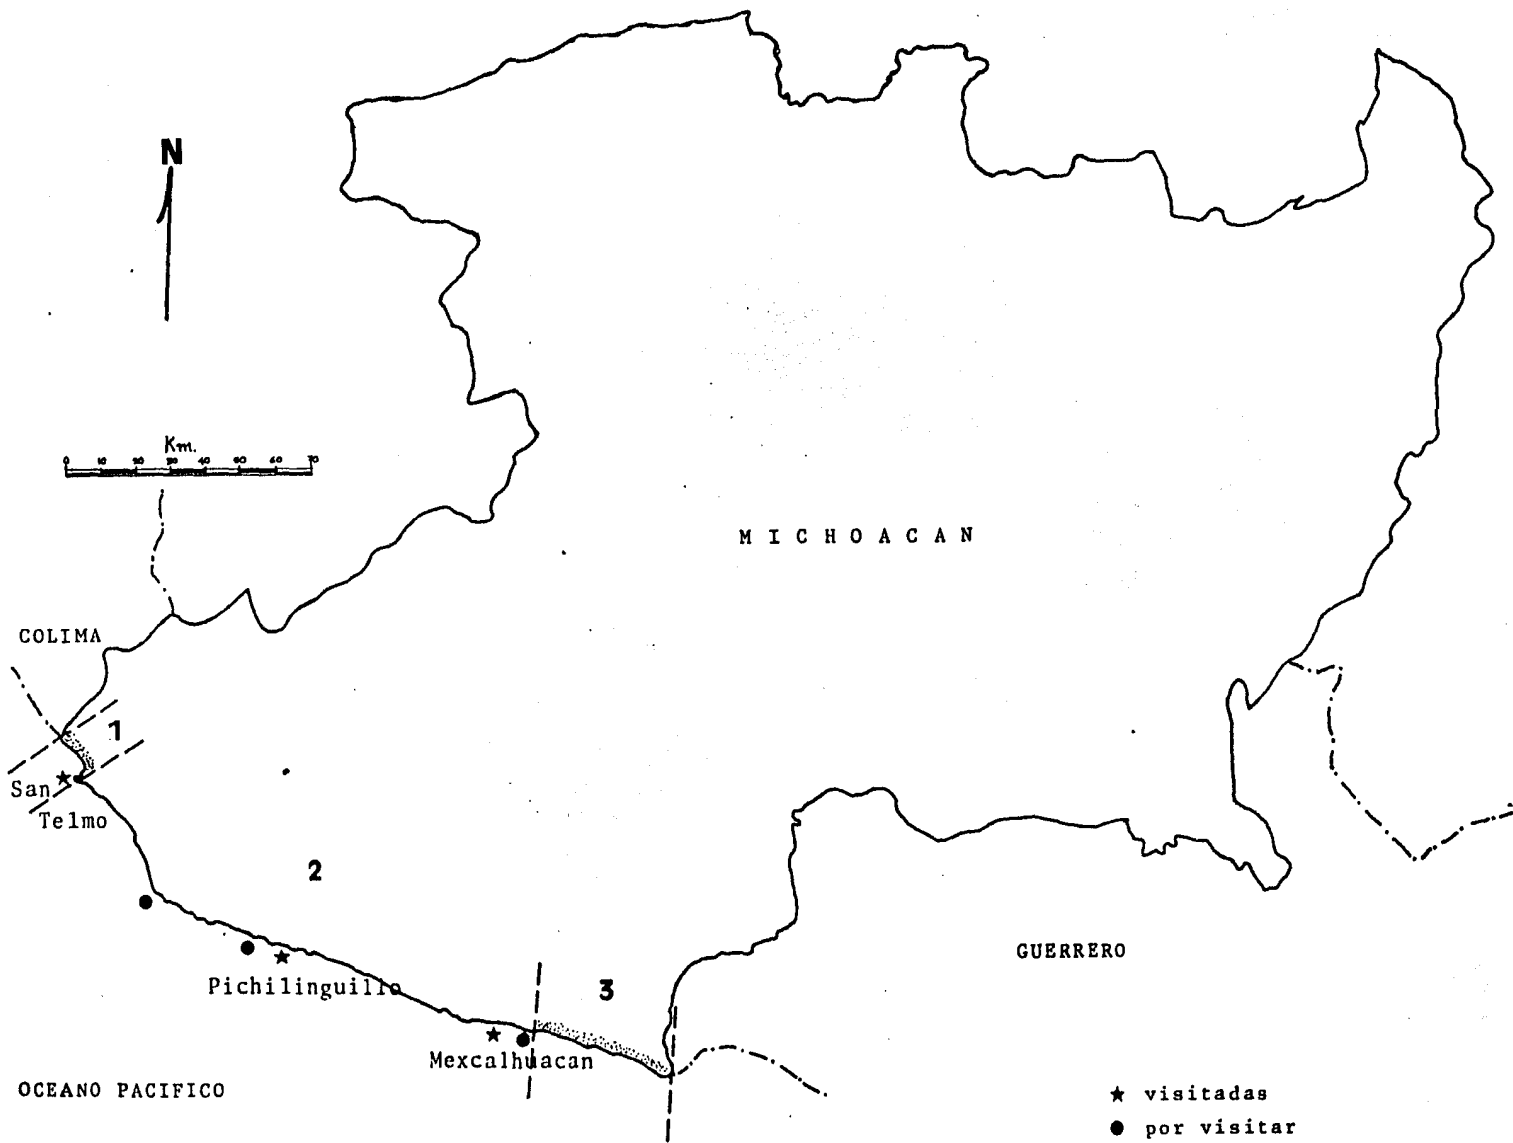 N
Km.
0 10 20 30 40 50 60 70
M I C H O A C A N
COLIMA
1
San
Telmo
2
Pichilinguillo
GUERRERO
3
Mexcalhuacan
OCEANO PACIFICO
★ visitadas
● por visitar